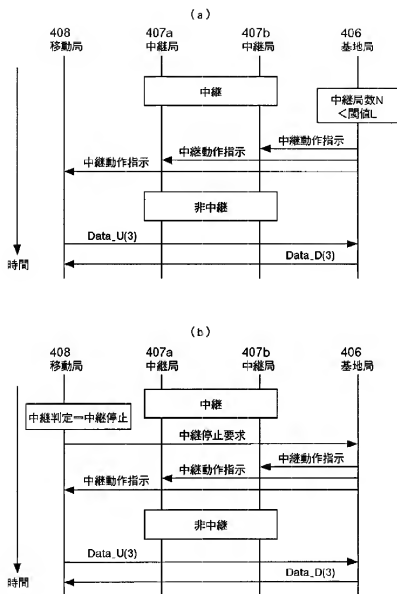 (a)
408 407a 407b 406
移動局 中継局 中継局 基地局
中継
中継局数N
<閾値L
中継動作指示
中継動作指示
中継動作指示
非中継
Data_U(3)
Data_D(3)
時間
(b)
408 407a 407b 406
移動局 中継局 中継局 基地局
中継判定=中継停止
中継
中継停止要求
中継動作指示
中継動作指示
中継動作指示
非中継
Data_U(3)
Data_D(3)
時間